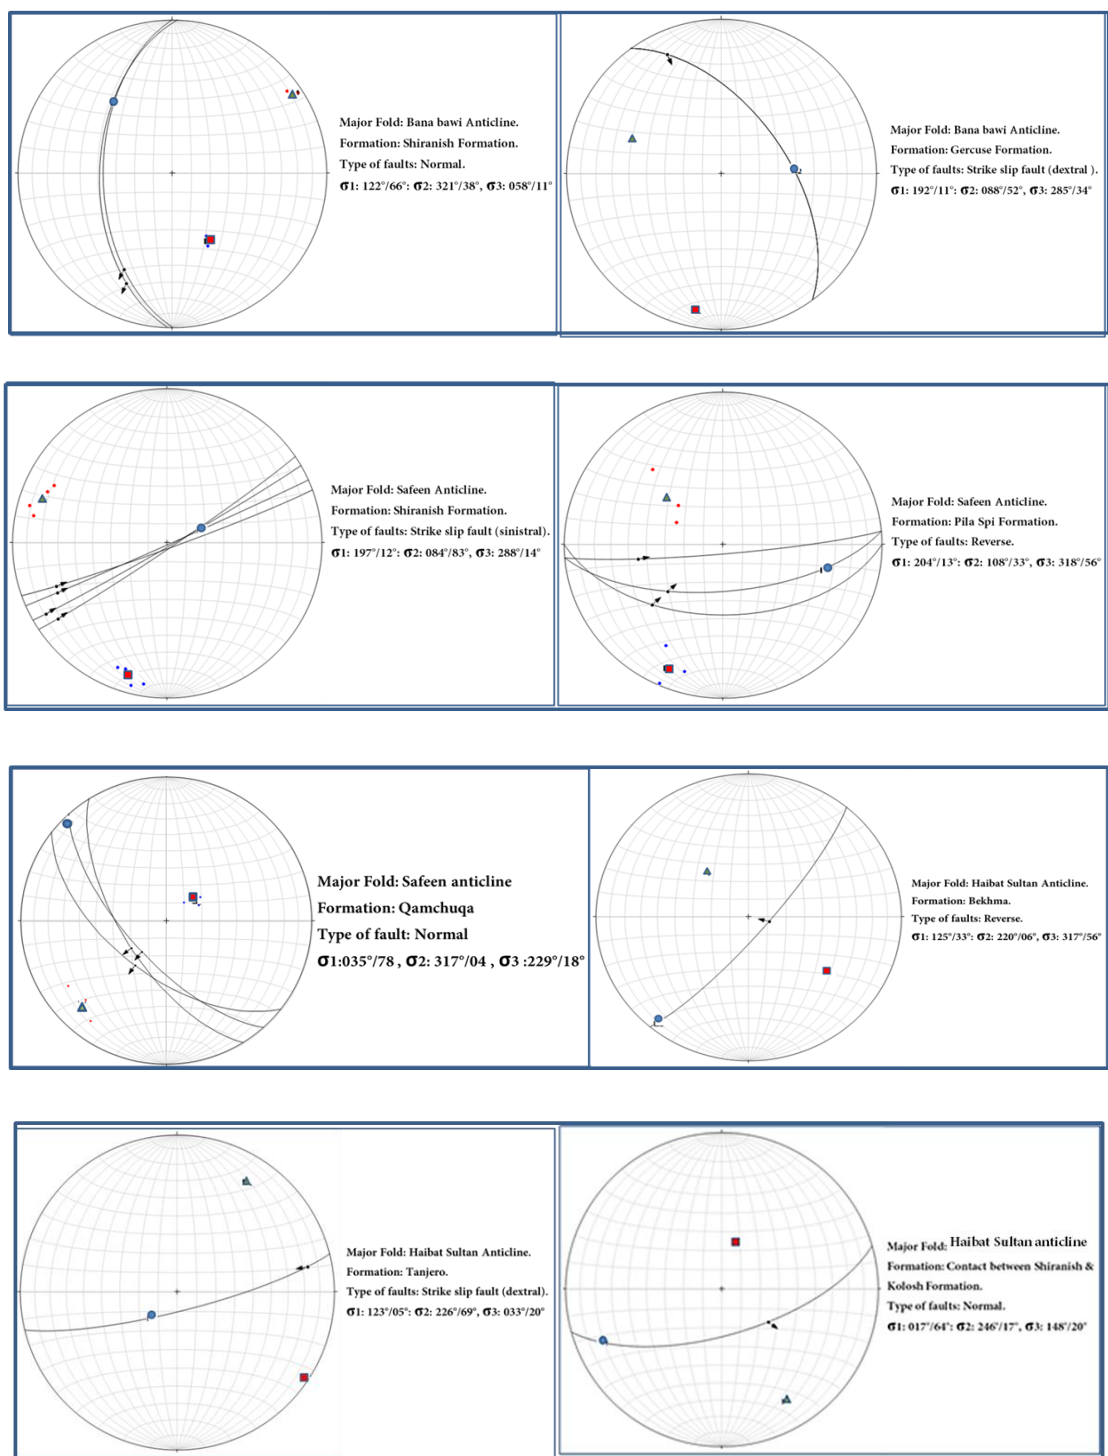 Major Fold: Bana bawi Anticline.
Formation: Shiranish Formation.
Type of faults: Normal.
σ1: 122°/66°: σ2: 321°/38°, σ3: 058°/11°
Major Fold: Bana bawi Anticline.
Formation: Gercuse Formation.
Type of faults: Strike slip fault (dextral ).
σ1: 192°/11°: σ2: 088°/52°, σ3: 285°/34°
Major Fold: Safeen Anticline.
Formation: Shiranish Formation.
Type of faults: Strike slip fault (sinistral).
σ1: 197°/12°: σ2: 084°/83°, σ3: 288°/14°
Major Fold: Safeen Anticline.
Formation: Pila Spi Formation.
Type of faults: Reverse.
σ1: 204°/13°: σ2: 108°/33°, σ3: 318°/56°
Major Fold: Safeen anticline
Formation: Qamchuqa
Type of fault: Normal
σ1:035°/78 , σ2: 317°/04 , σ3 :229°/18°
Major Fold: Haibat Sultan Anticline.
Formation: Bekhma.
Type of faults: Reverse.
σ1: 125°/33°: σ2: 220°/06°, σ3: 317°/56°
Major Fold: Haibat Sultan Anticline.
Formation: Tanjero.
Type of faults: Strike slip fault (dextral).
σ1: 123°/05°: σ2: 226°/69°, σ3: 033°/20°
Major Fold: Haibat Sultan anticline
Formation: Contact between Shiranish &
Kolosh Formation.
Type of faults: Normal.
σ1: 017°/64°: σ2: 246°/17°, σ3: 148°/20°